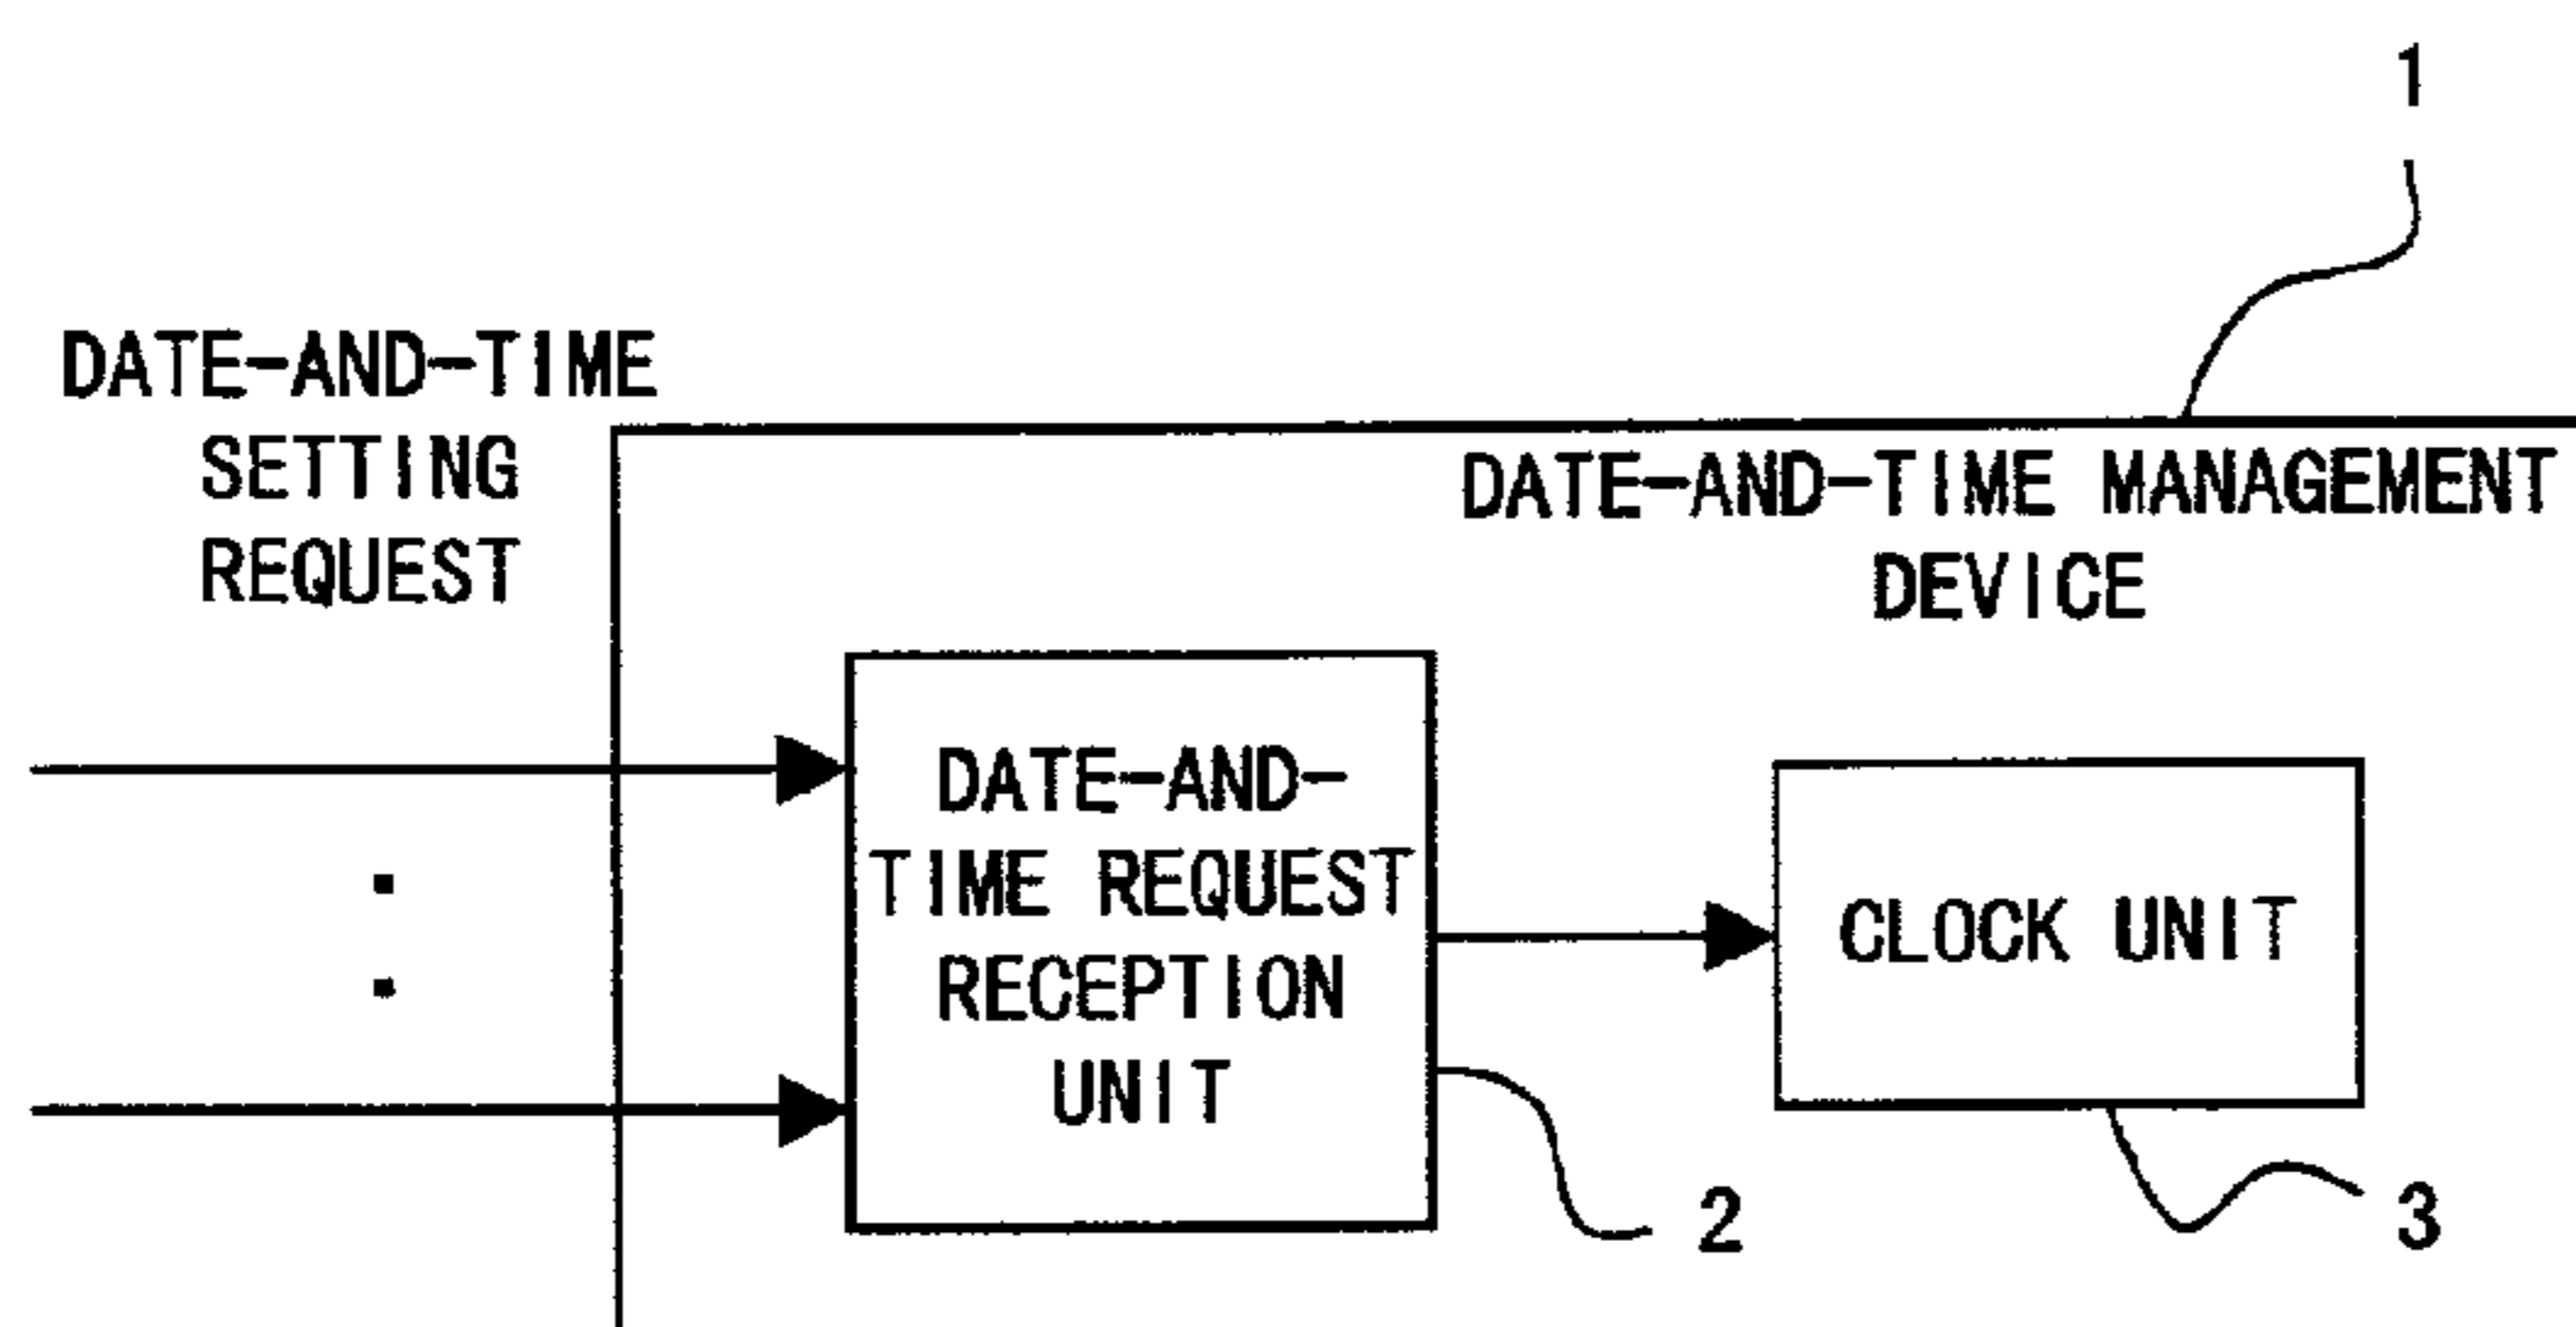 1
DATE-AND-TIME
SETTING
REQUEST
DATE-AND-TIME MANAGEMENT
DEVICE
DATE-AND-
TIME REQUEST
RECEPTION
UNIT
CLOCK UNIT
2
3